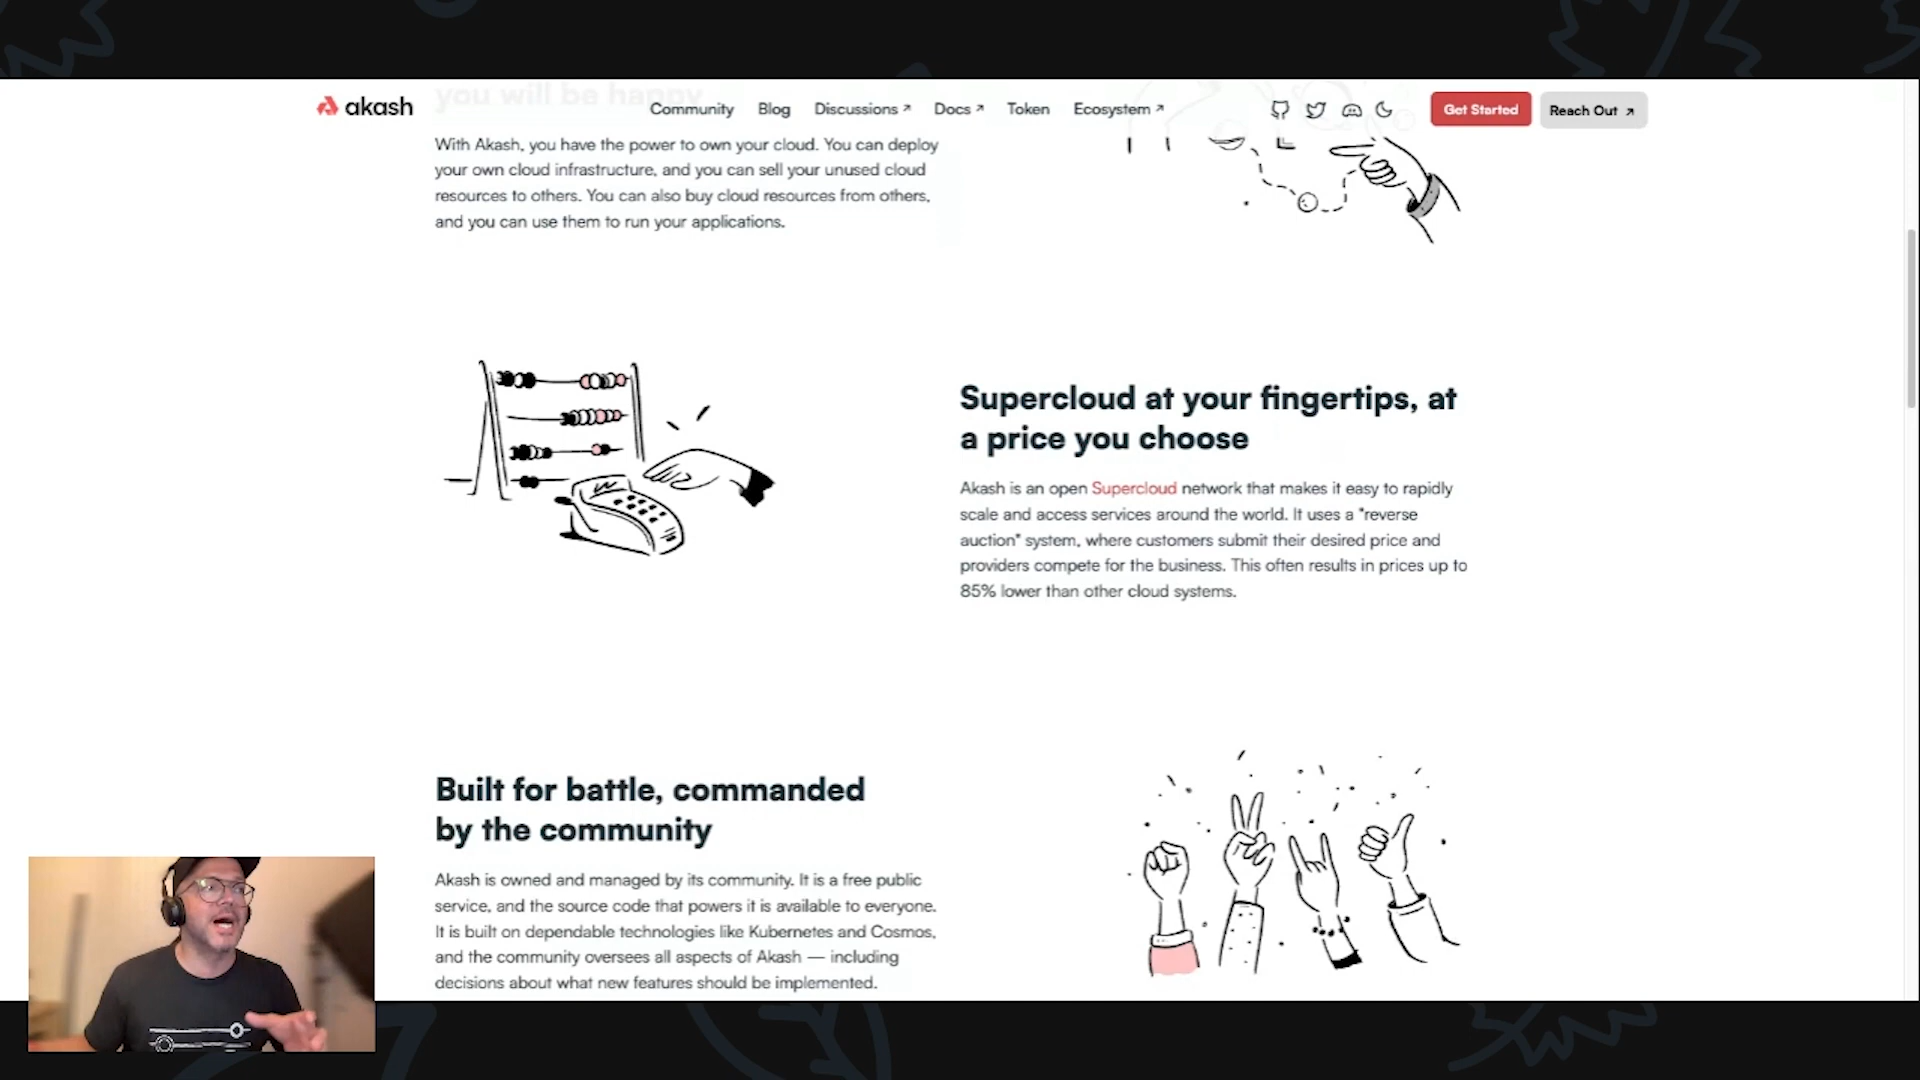 you will be happy
akash
Community Blog Discussions Docs Token Ecosystem
Get Started
Reach Out
With Akash, you have the power to own your cloud. You can deploy
your own cloud infrastructure, and you can sell your unused cloud
resources to others. You can also buy cloud resources from others,
and you can use them to run your applications.
Supercloud at your fingertips, at
a price you choose
Akash is an open Supercloud network that makes it easy to rapidly
scale and access services around the world. It uses a "reverse
auction" system, where customers submit their desired price and
providers compete for the business. This often results in prices up to
85% lower than other cloud systems.
Built for battle, commanded
by the community
Akash is owned and managed by its community. It is a free public
service, and the source code that powers it is available to everyone.
It is built on dependable technologies like Kubernetes and Cosmos,
and the community oversees all aspects of Akash — including
decisions about what new features should be implemented.